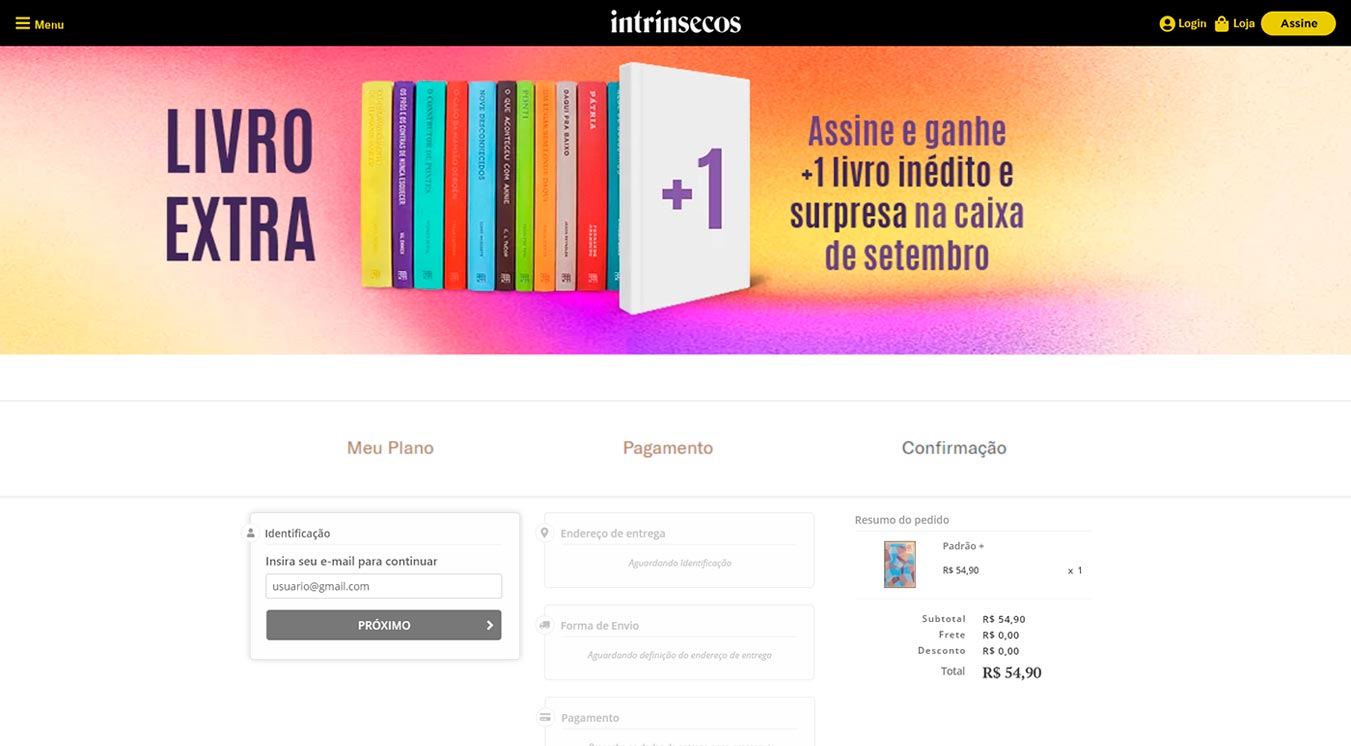 Menu
intrínsecos
Login
Loja
Assine
LIVRO
EXTRA
OS PRÓS E OS CONTRAS DE NUNCA ESQUECER
O CONSTRUTOR DE PONTES
NOVE DESCONHECIDOS
O QUE ACONTECEU COM ANNIE
PONTI
DAQUI PRA BAIXO
PÁTRIA
+1
Assine e ganhe
+1 livro inédito e
surpresa na caixa
de setembro
Meu Plano
Pagamento
Confirmação
Identificação
Insira seu e-mail para continuar
usuario@gmail.com
PRÓXIMO
Endereço de entrega
Aguardando Identificação
Forma de Envio
Aguardando definição do endereço de entrega
Pagamento
Resumo do pedido
Padrão +
R$ 54,90
x 1
Subtotal R$ 54,90
Frete R$ 0,00
Desconto R$ 0,00
Total R$ 54,90